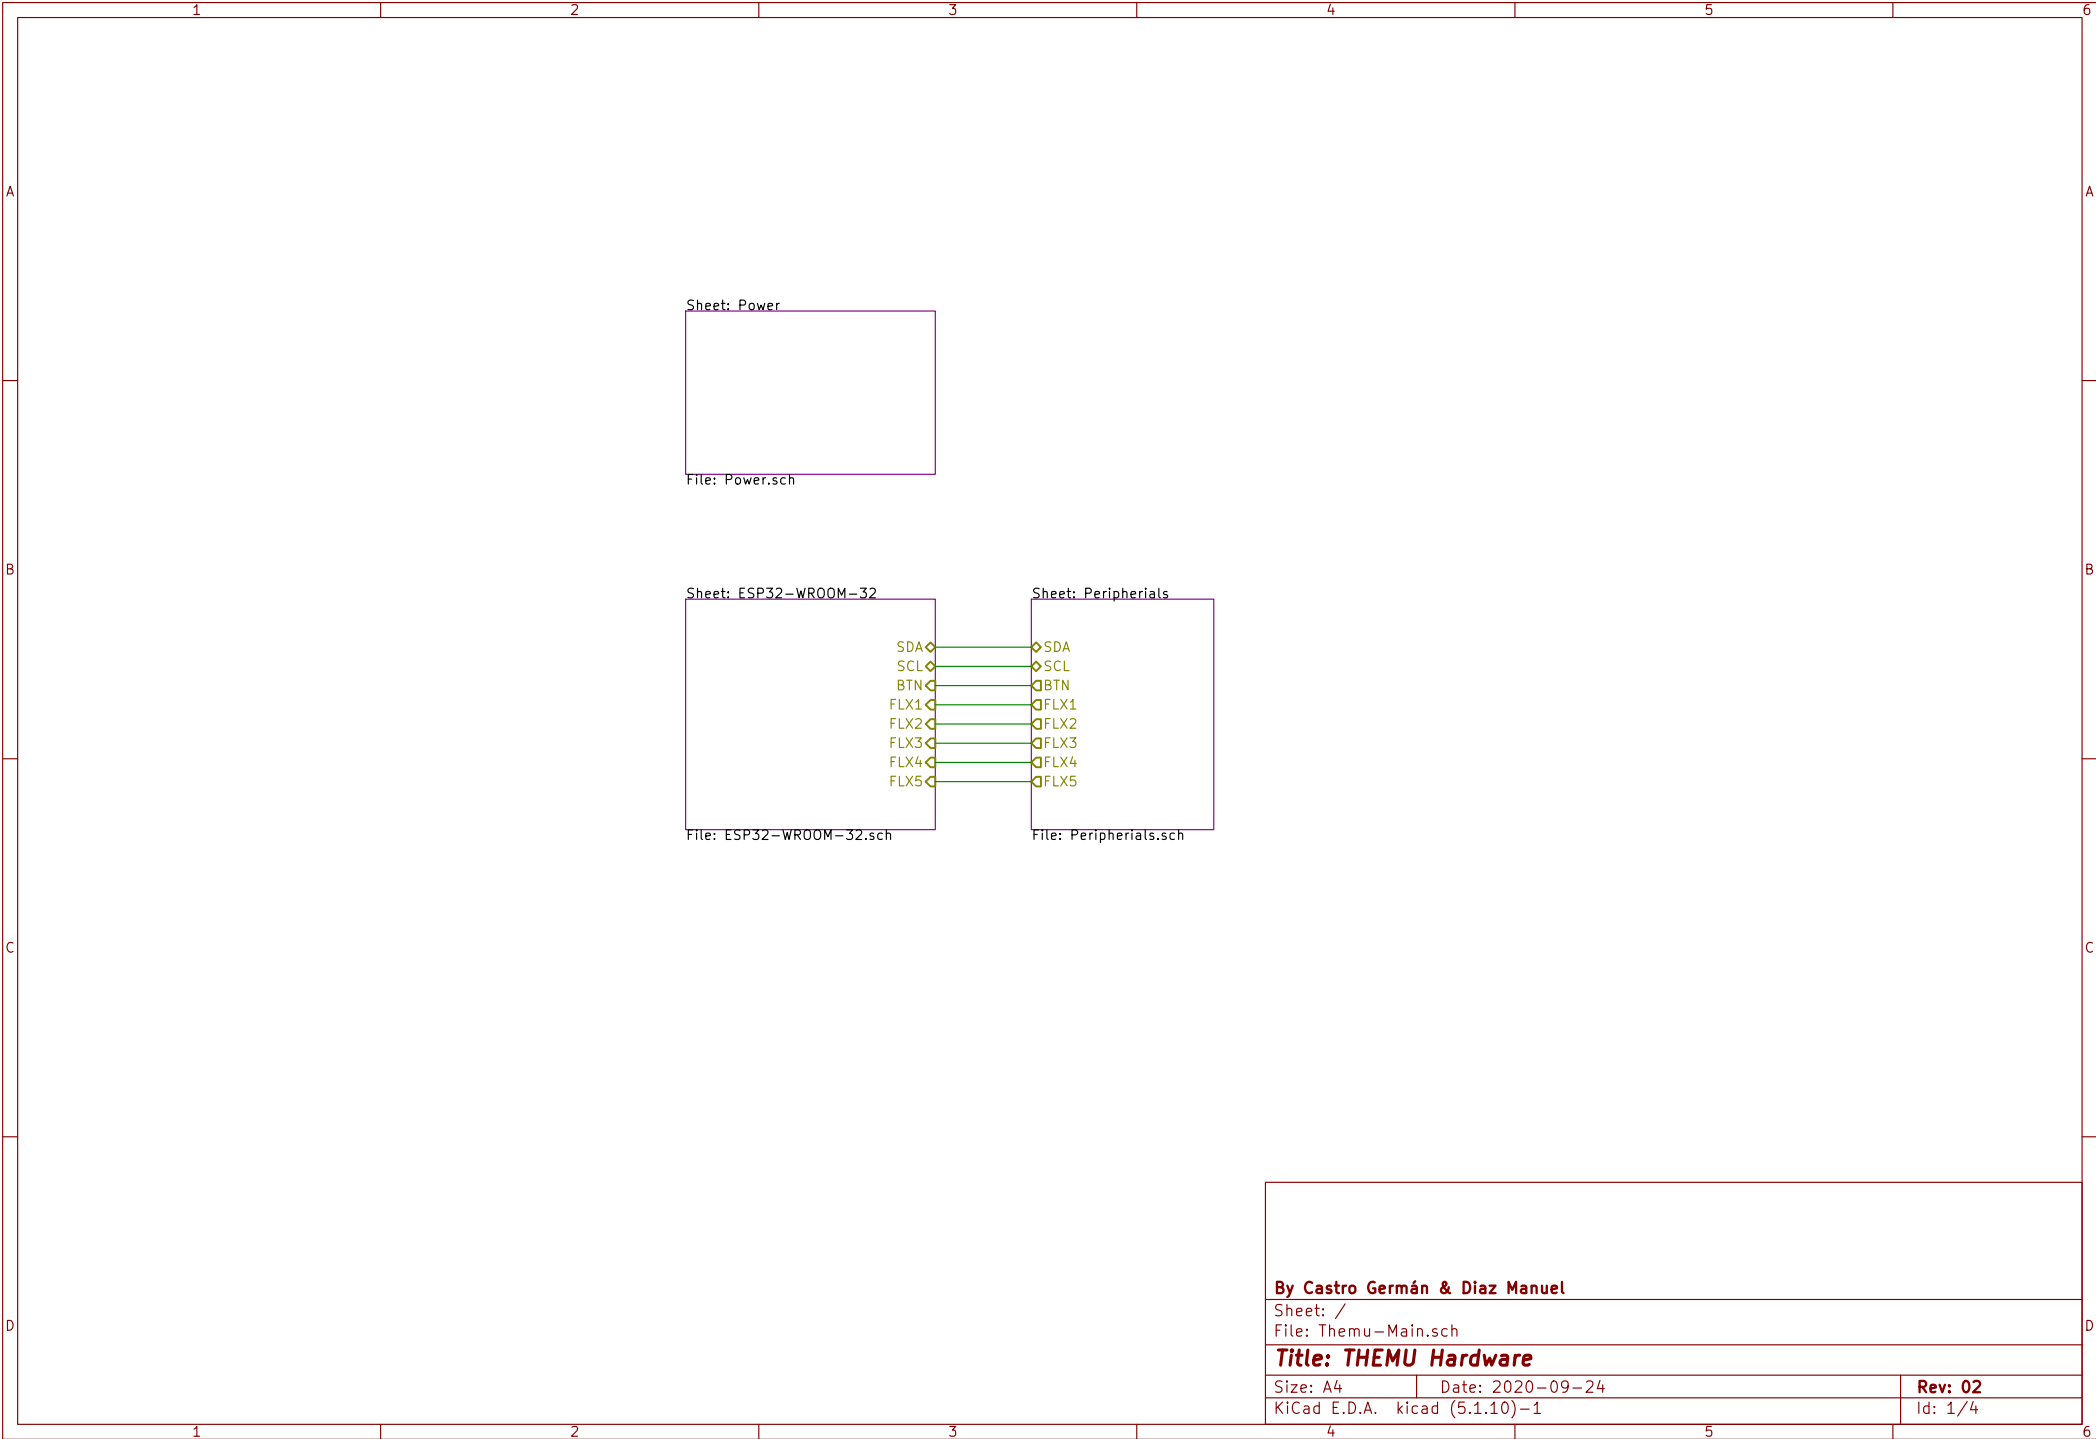 1 2 3 4 5 6
A A
Sheet: Power
File: Power.sch
B B
Sheet: ESP32-WROOM-32 Sheet: Peripherials
SDA SDA
SCL SCL
BTN BTN
FLX1 FLX1
FLX2 FLX2
FLX3 FLX3
FLX4 FLX4
FLX5 FLX5
File: ESP32-WROOM-32.sch File: Peripherials.sch
C C
By Castro Germán & Diaz Manuel
Sheet: /
D D
File: Themu-Main.sch
Title: THEMU Hardware
Size: A4 Date: 2020-09-24 Rev: 02
KiCad E.D.A. kicad (5.1.10)-1 Id: 1/4
1 2 3 4 5 6